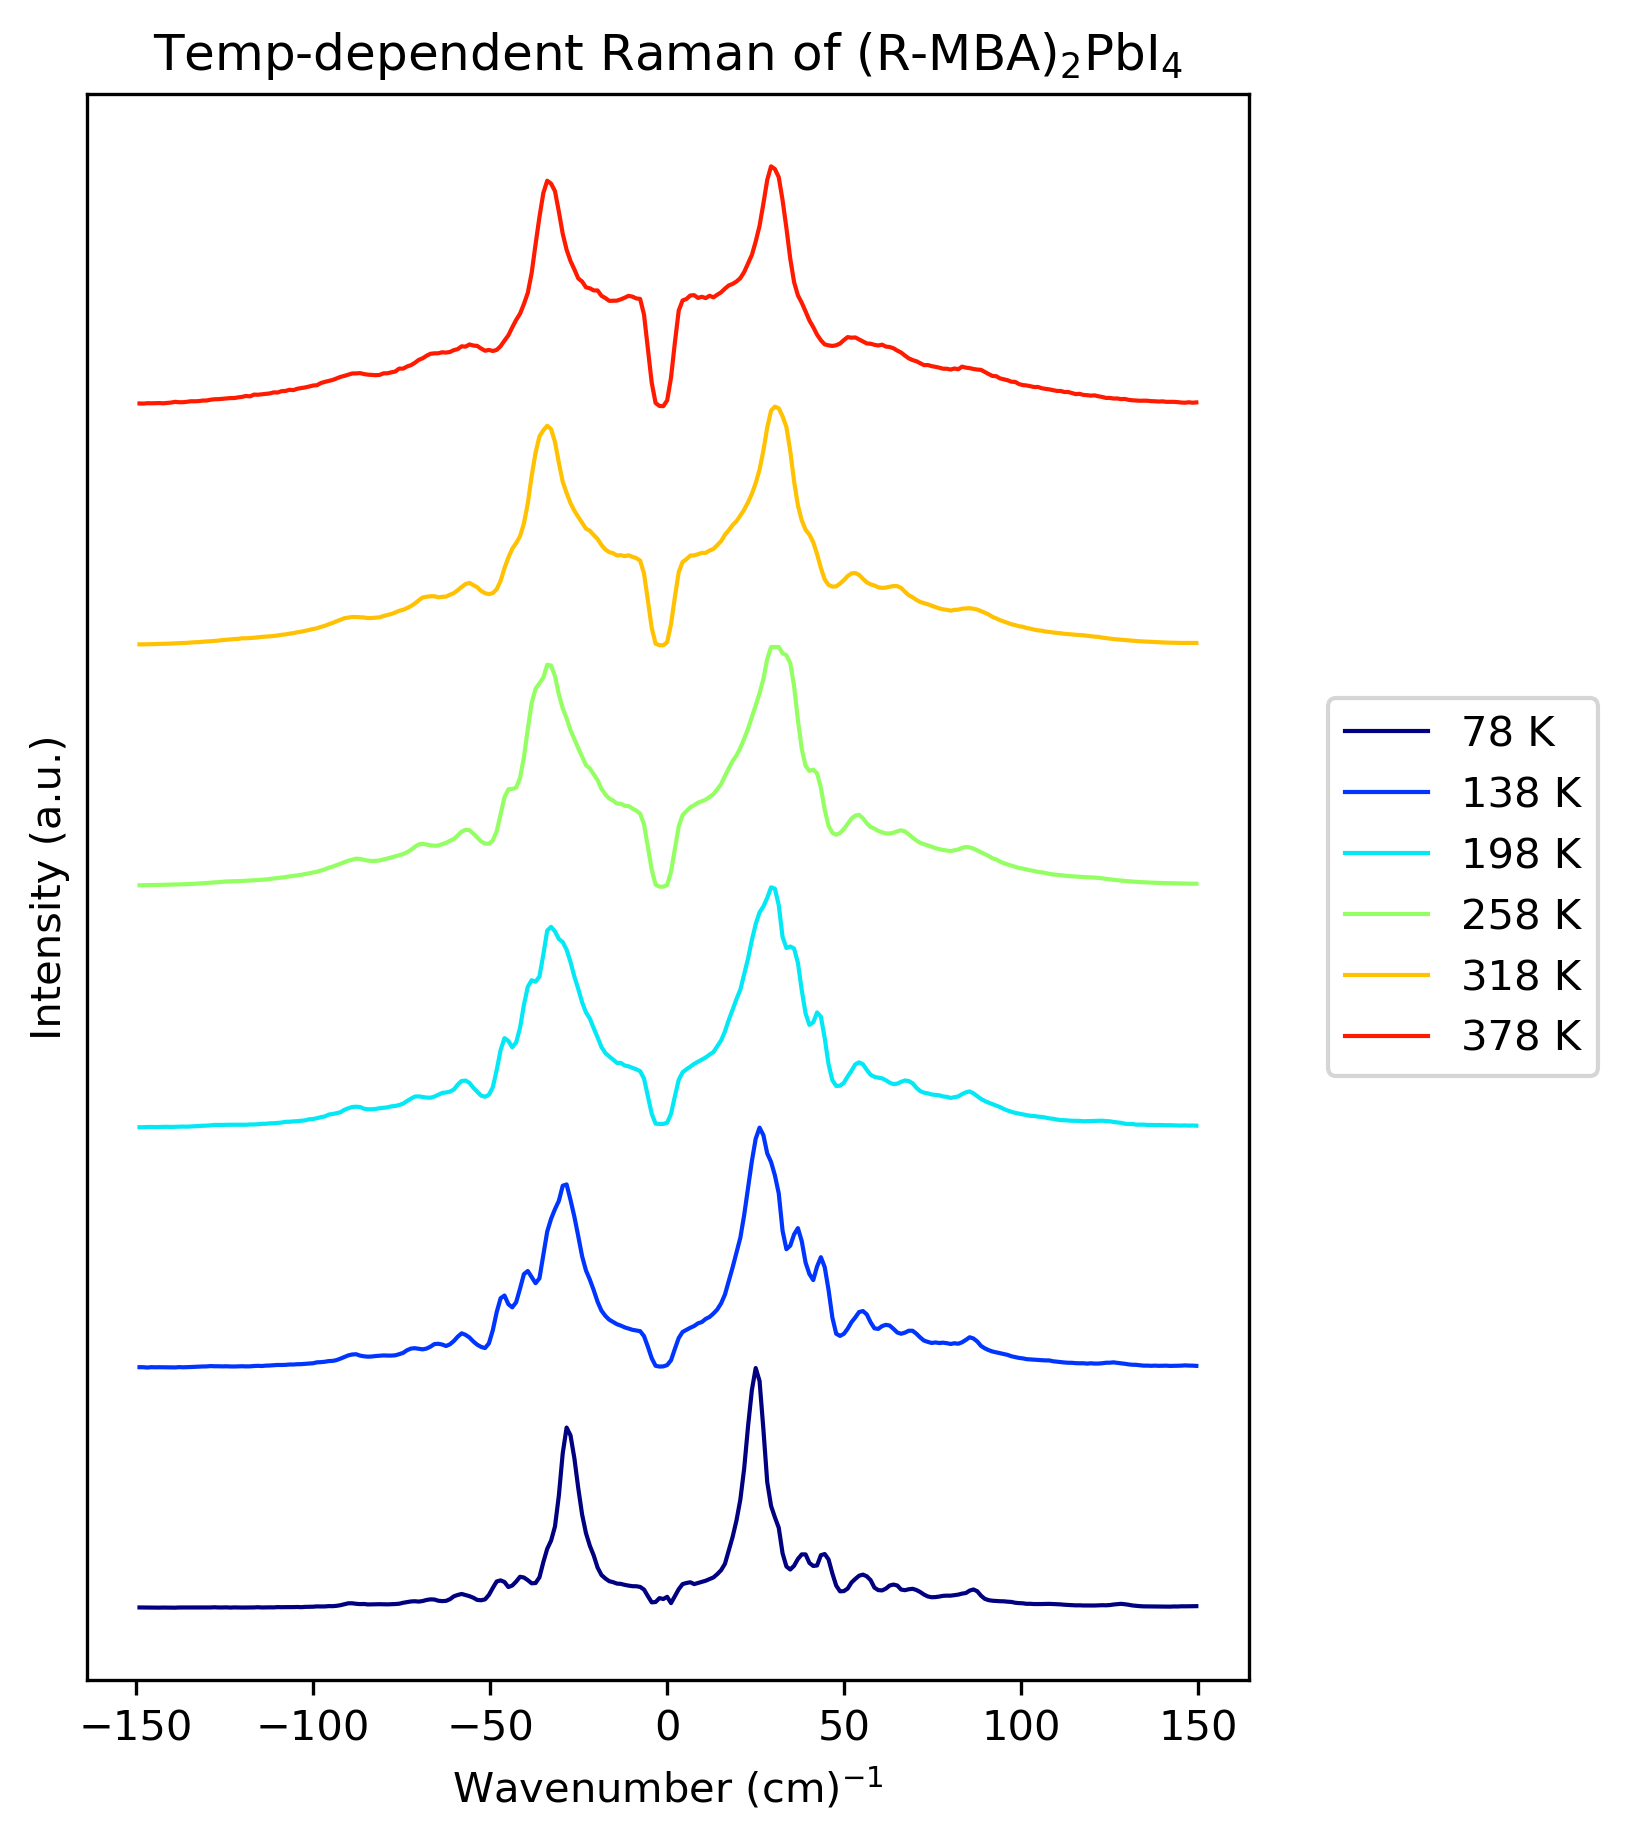 Temp-dependent Raman of (R-MBA)₂PbI₄
Intensity (a.u.)
78 K
138 K
198 K
258 K
318 K
378 K
−150 −100 −50 0 50 100 150
Wavenumber (cm)⁻¹